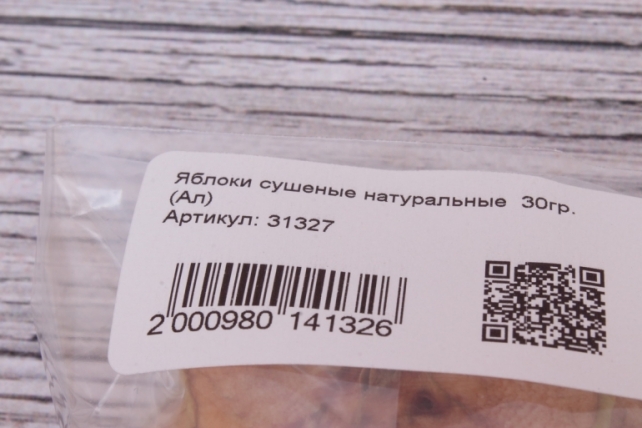 Яблоки сушеные натуральные 30гр.
(Ал)
Артикул: 31327
2 000980 141326